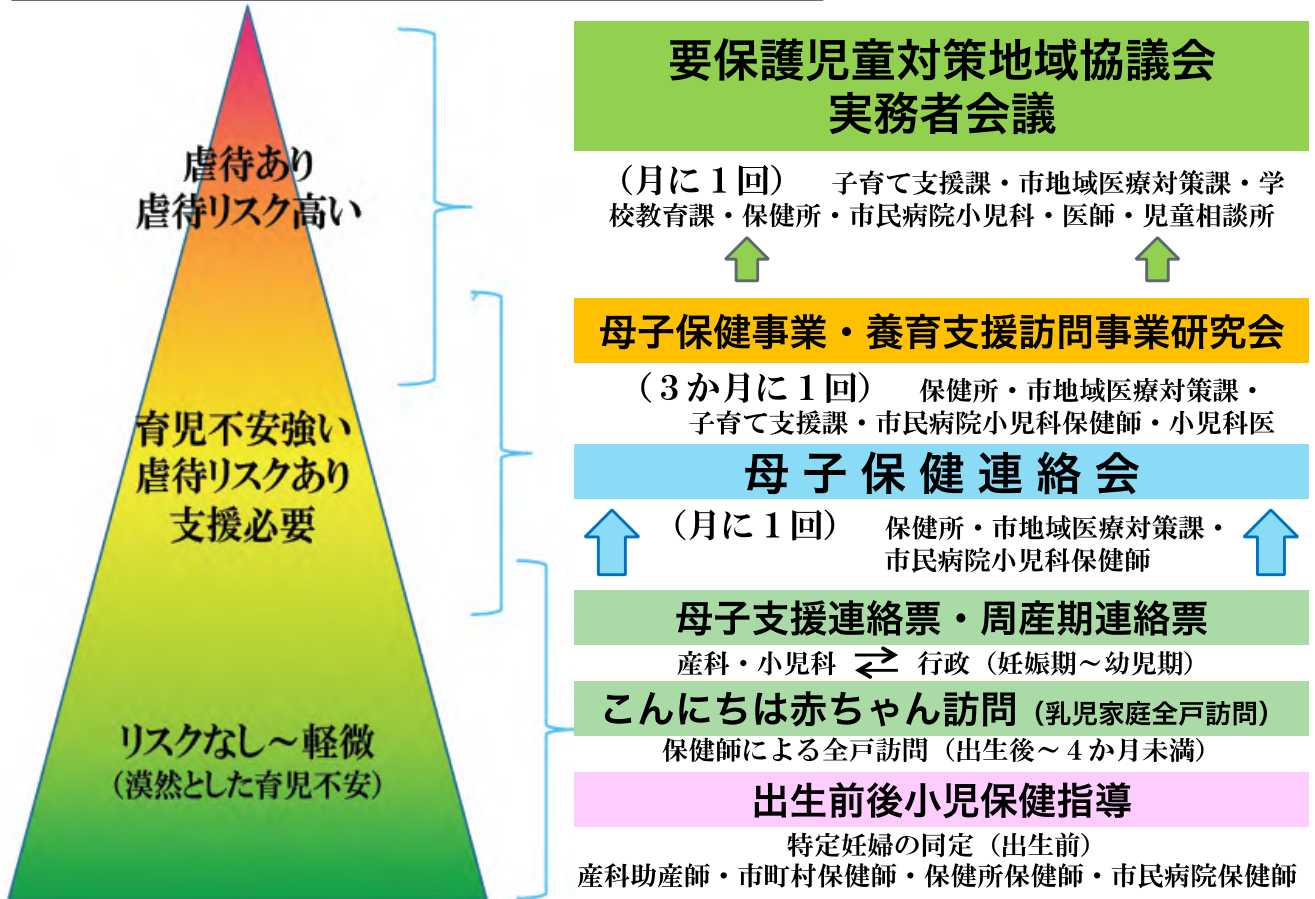 虐待あり
虐待リスク高い
育児不安強い
虐待リスクあり
支援必要
リスクなし～軽微
（漠然とした育児不安）
要保護児童対策地域協議会
実務者会議
（月に１回）　子育て支援課・市地域医療対策課・学
校教育課・保健所・市民病院小児科・医師・児童相談所
母子保健事業・養育支援訪問事業研究会
（３か月に１回）　保健所・市地域医療対策課・
子育て支援課・市民病院小児科保健師・小児科医
母子保健連絡会
（月に１回）　保健所・市地域医療対策課・
市民病院小児科保健師
母子支援連絡票・周産期連絡票
産科・小児科 ⇄ 行政（妊娠期～幼児期）
こんにちは赤ちゃん訪問（乳児家庭全戸訪問）
保健師による全戸訪問（出生後～４か月未満）
出生前後小児保健指導
特定妊婦の同定（出生前）
産科助産師・市町村保健師・保健所保健師・市民病院保健師